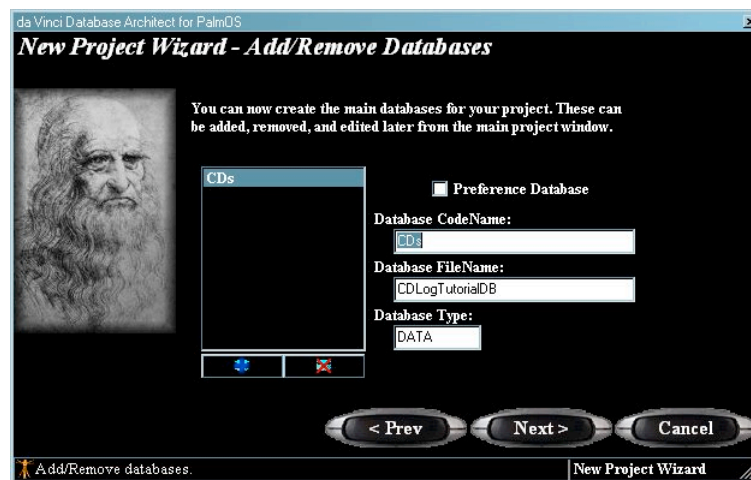 da Vinci Database Architect for PalmOS
New Project Wizard - Add/Remove Databases
You can now create the main databases for your project. These can
be added, removed, and edited later from the main project window.
CDs
Preference Database
Database CodeName:
CDs
Database FileName:
CDLogTutorialDB
Database Type:
DATA
< Prev
Next >
Cancel
Add/Remove databases.
New Project Wizard